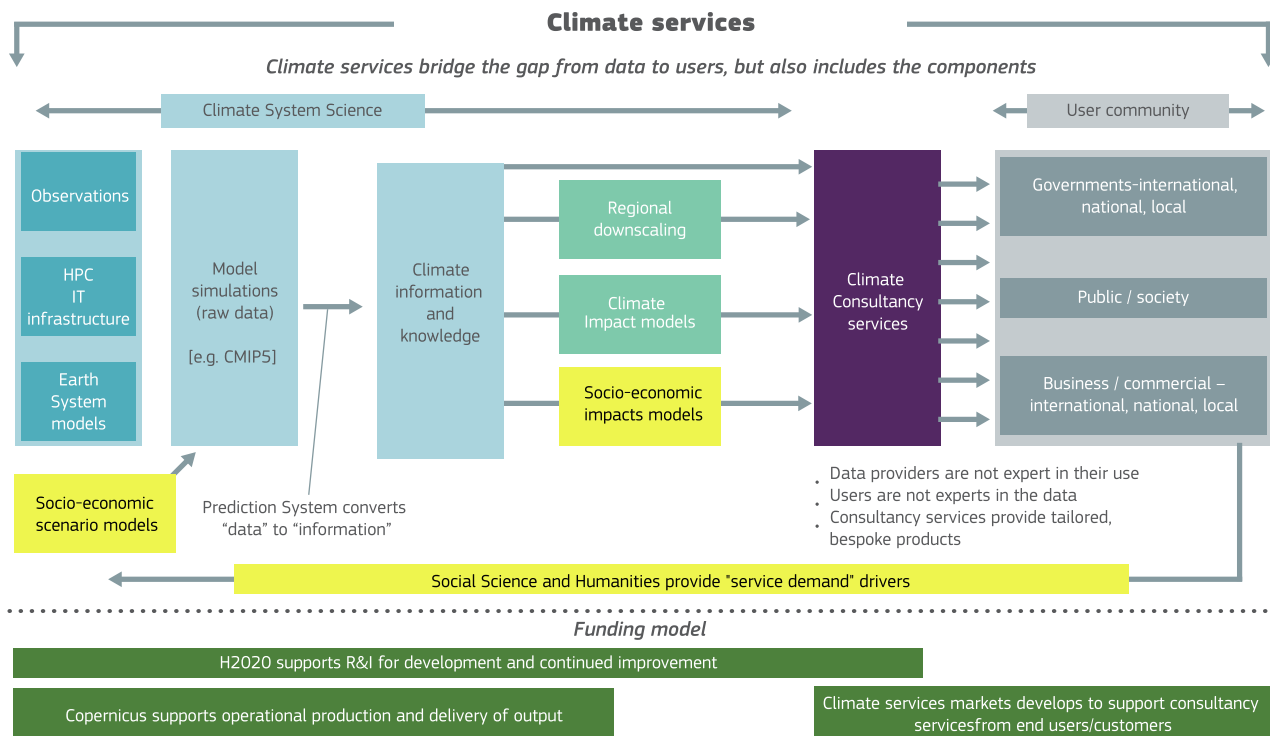 Climate services
Climate services bridge the gap from data to users, but also includes the components
Climate System Science
User community
Observations
HPC
IT
infrastructure
Earth
System
models
Model
simulations
(raw data)
[e.g. CMIP5]
Climate
information
and
knowledge
Regional
downscaling
Climate
Impact models
Socio-economic
impacts models
Climate
Consultancy
services
Governments-international,
national, local
Public / society
Business / commercial –
international, national, local
Socio-economic
scenario models
Prediction System converts
“data” to “information”
• Data providers are not expert in their use
• Users are not experts in the data
• Consultancy services provide tailored,
bespoke products
Social Science and Humanities provide "service demand" drivers
Funding model
H2020 supports R&I for development and continued improvement
Copernicus supports operational production and delivery of output
Climate services markets develops to support consultancy
servicesfrom end users/customers